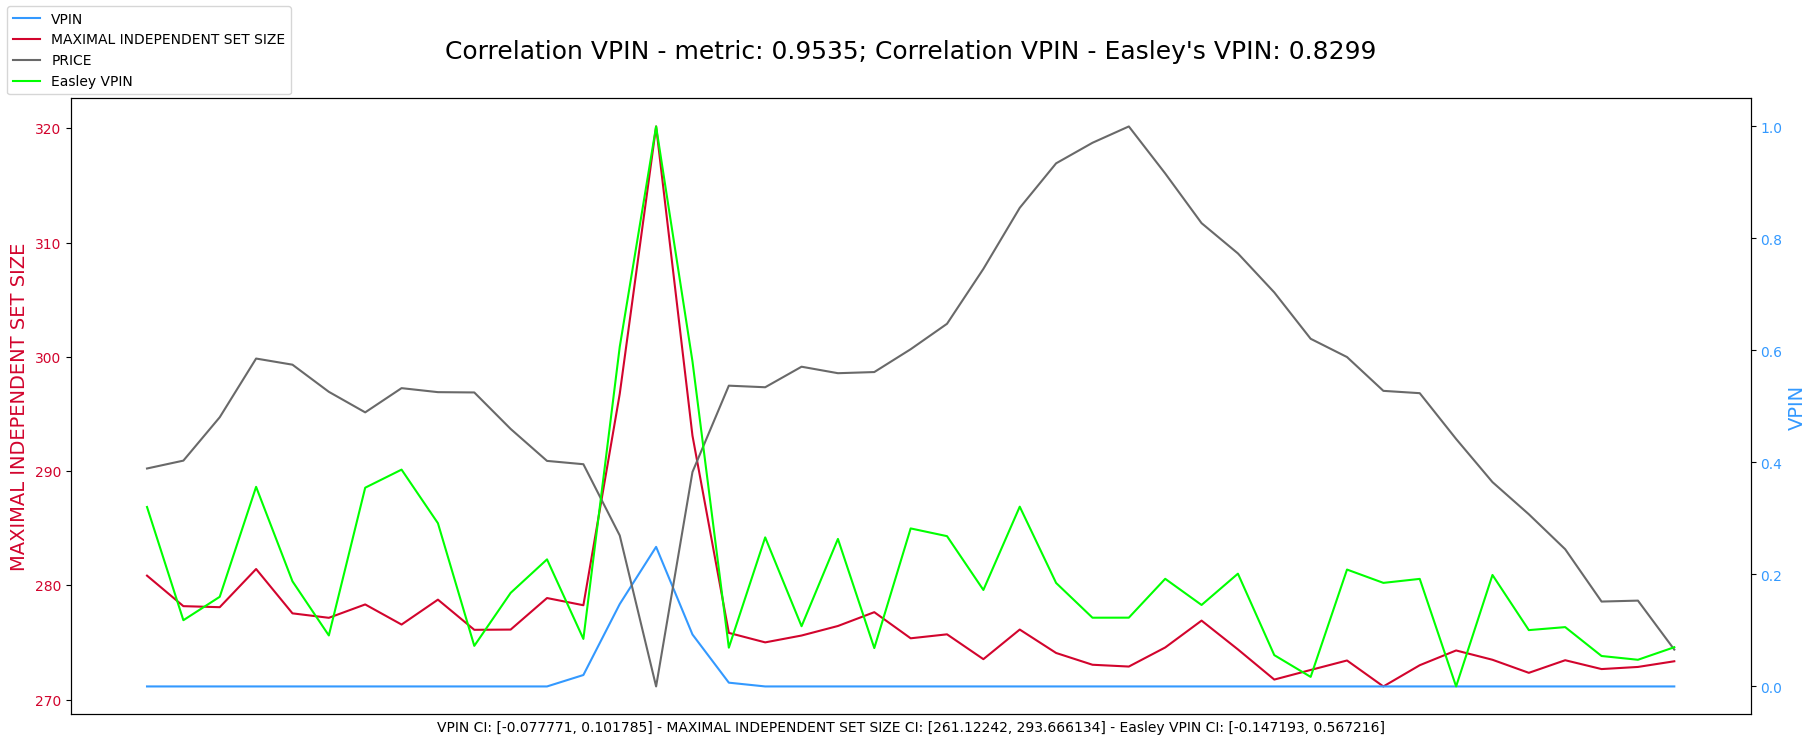 VPIN
MAXIMAL INDEPENDENT SET SIZE
PRICE
Easley VPIN
Correlation VPIN - metric: 0.9535; Correlation VPIN - Easley's VPIN: 0.8299
MAXIMAL INDEPENDENT SET SIZE
320
310
300
290
280
270
1.0
0.8
0.6
0.4
0.2
0.0
VPIN
VPIN CI: [-0.077771, 0.101785] - MAXIMAL INDEPENDENT SET SIZE CI: [261.12242, 293.666134] - Easley VPIN CI: [-0.147193, 0.567216]